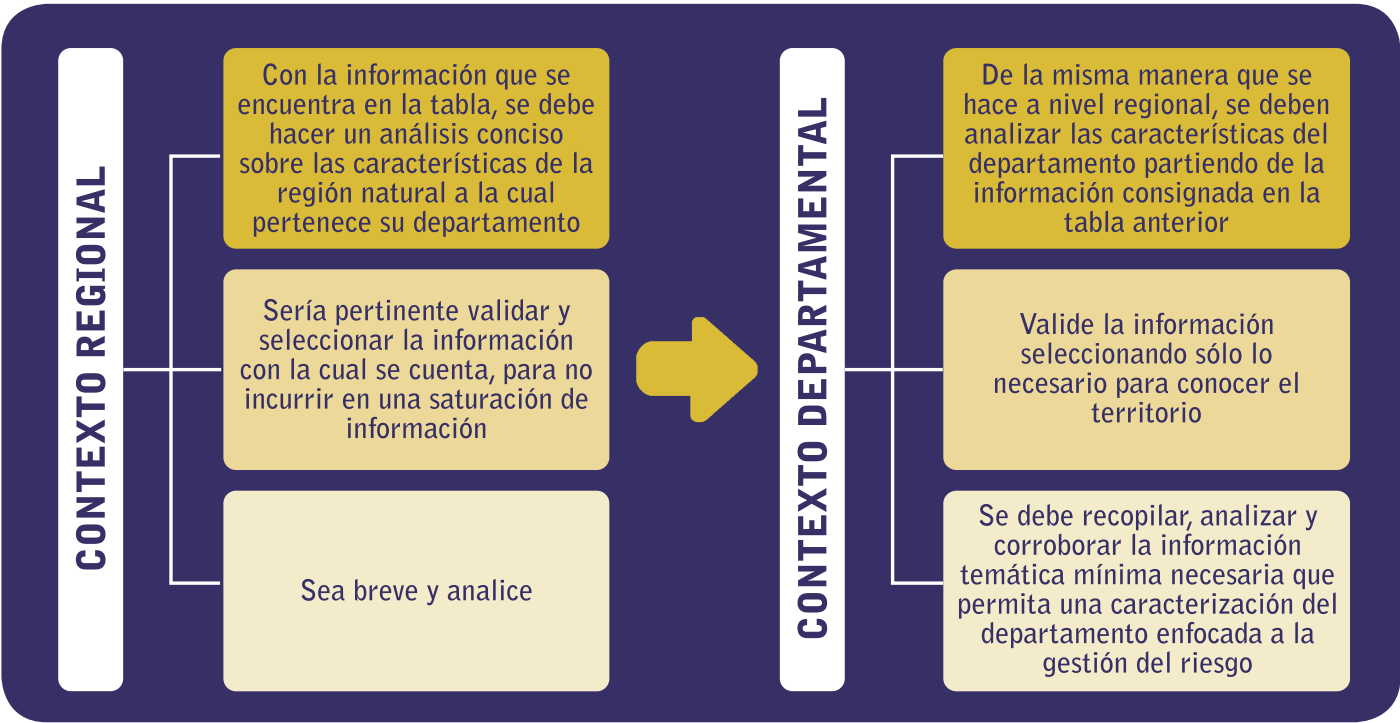 CONTEXTO REGIONAL
Con la información que se
encuentra en la tabla, se debe
hacer un análisis conciso
sobre las características de la
región natural a la cual
pertenece su departamento
Sería pertinente validar y
seleccionar la información
con la cual se cuenta, para no
incurrir en una saturación de
información
Sea breve y analice
CONTEXTO DEPARTAMENTAL
De la misma manera que se
hace a nivel regional, se deben
analizar las características del
departamento partiendo de la
información consignada en la
tabla anterior
Valide la información
seleccionando sólo lo
necesario para conocer el
territorio
Se debe recopilar, analizar y
corroborar la información
temática mínima necesaria que
permita una caracterización del
departamento enfocada a la
gestión del riesgo